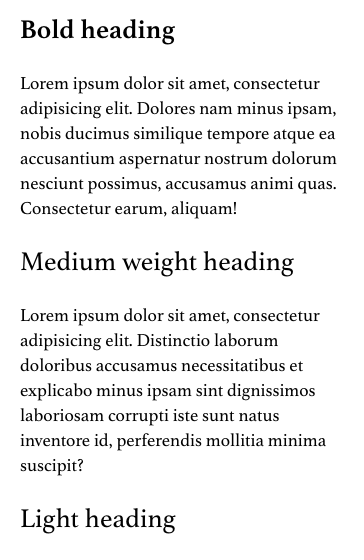 Bold heading
Lorem ipsum dolor sit amet, consectetur
adipisicing elit. Dolores nam minus ipsam,
nobis ducimus similique tempore atque ea
accusantium aspernatur nostrum dolorum
nesciunt possimus, accusamus animi quas.
Consectetur earum, aliquam!
Medium weight heading
Lorem ipsum dolor sit amet, consectetur
adipisicing elit. Distinctio laborum
doloribus accusamus necessitatibus et
explicabo minus ipsam sint dignissimos
laboriosam corrupti iste sunt natus
inventore id, perferendis mollitia minima
suscipit?
Light heading